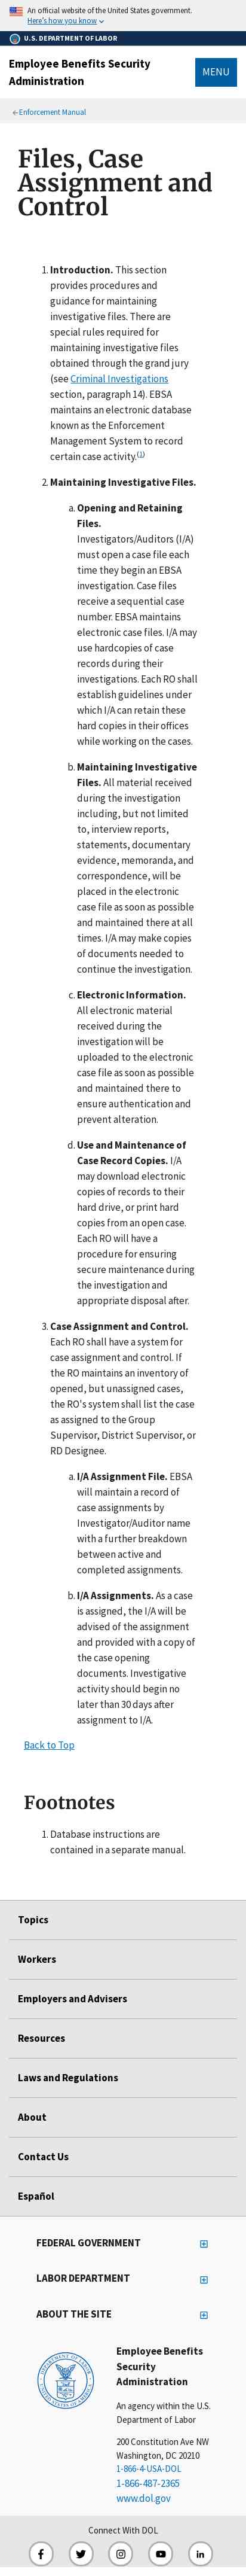 An official website of the United States government.
Here's how you know
U.S. DEPARTMENT OF LABOR
Employee Benefits Security
Administration
MENU
←Enforcement Manual
Files, Case
Assignment and
Control
1. Introduction. This section
provides procedures and
guidance for maintaining
investigative files. There are
special rules required for
maintaining investigative files
obtained through the grand jury
(see Criminal Investigations
section, paragraph 14). EBSA
maintains an electronic database
known as the Enforcement
Management System to record
certain case activity.(1)
2. Maintaining Investigative Files.
a. Opening and Retaining
Files.
Investigators/Auditors (I/A)
must open a case file each
time they begin an EBSA
investigation. Case files
receive a sequential case
number. EBSA maintains
electronic case files. I/A may
use hardcopies of case
records during their
investigations. Each RO shall
establish guidelines under
which I/A can retain these
hard copies in their offices
while working on the cases.
b. Maintaining Investigative
Files. All material received
during the investigation
including, but not limited
to, interview reports,
statements, documentary
evidence, memoranda, and
correspondence, will be
placed in the electronic
case file as soon as possible
and maintained there at all
times. I/A may make copies
of documents needed to
continue the investigation.
c. Electronic Information.
All electronic material
received during the
investigation will be
uploaded to the electronic
case file as soon as possible
and maintained there to
ensure authentication and
prevent alteration.
d. Use and Maintenance of
Case Record Copies. I/A
may download electronic
copies of records to their
hard drive, or print hard
copies from an open case.
Each RO will have a
procedure for ensuring
secure maintenance during
the investigation and
appropriate disposal after.
3. Case Assignment and Control.
Each RO shall have a system for
case assignment and control. If
the RO maintains an inventory of
opened, but unassigned cases,
the RO's system shall list the case
as assigned to the Group
Supervisor, District Supervisor, or
RD Designee.
a. I/A Assignment File. EBSA
will maintain a record of
case assignments by
Investigator/Auditor name
with a further breakdown
between active and
completed assignments.
b. I/A Assignments. As a case
is assigned, the I/A will be
advised of the assignment
and provided with a copy of
the case opening
documents. Investigative
activity should begin no
later than 30 days after
assignment to I/A.
Back to Top
Footnotes
1. Database instructions are
contained in a separate manual.
Topics
Workers
Employers and Advisers
Resources
Laws and Regulations
About
Contact Us
Español
FEDERAL GOVERNMENT
LABOR DEPARTMENT
ABOUT THE SITE
Employee Benefits
Security
Administration
An agency within the U.S.
Department of Labor
200 Constitution Ave NW
Washington, DC 20210
1-866-4-USA-DOL
1-866-487-2365
www.dol.gov
Connect With DOL